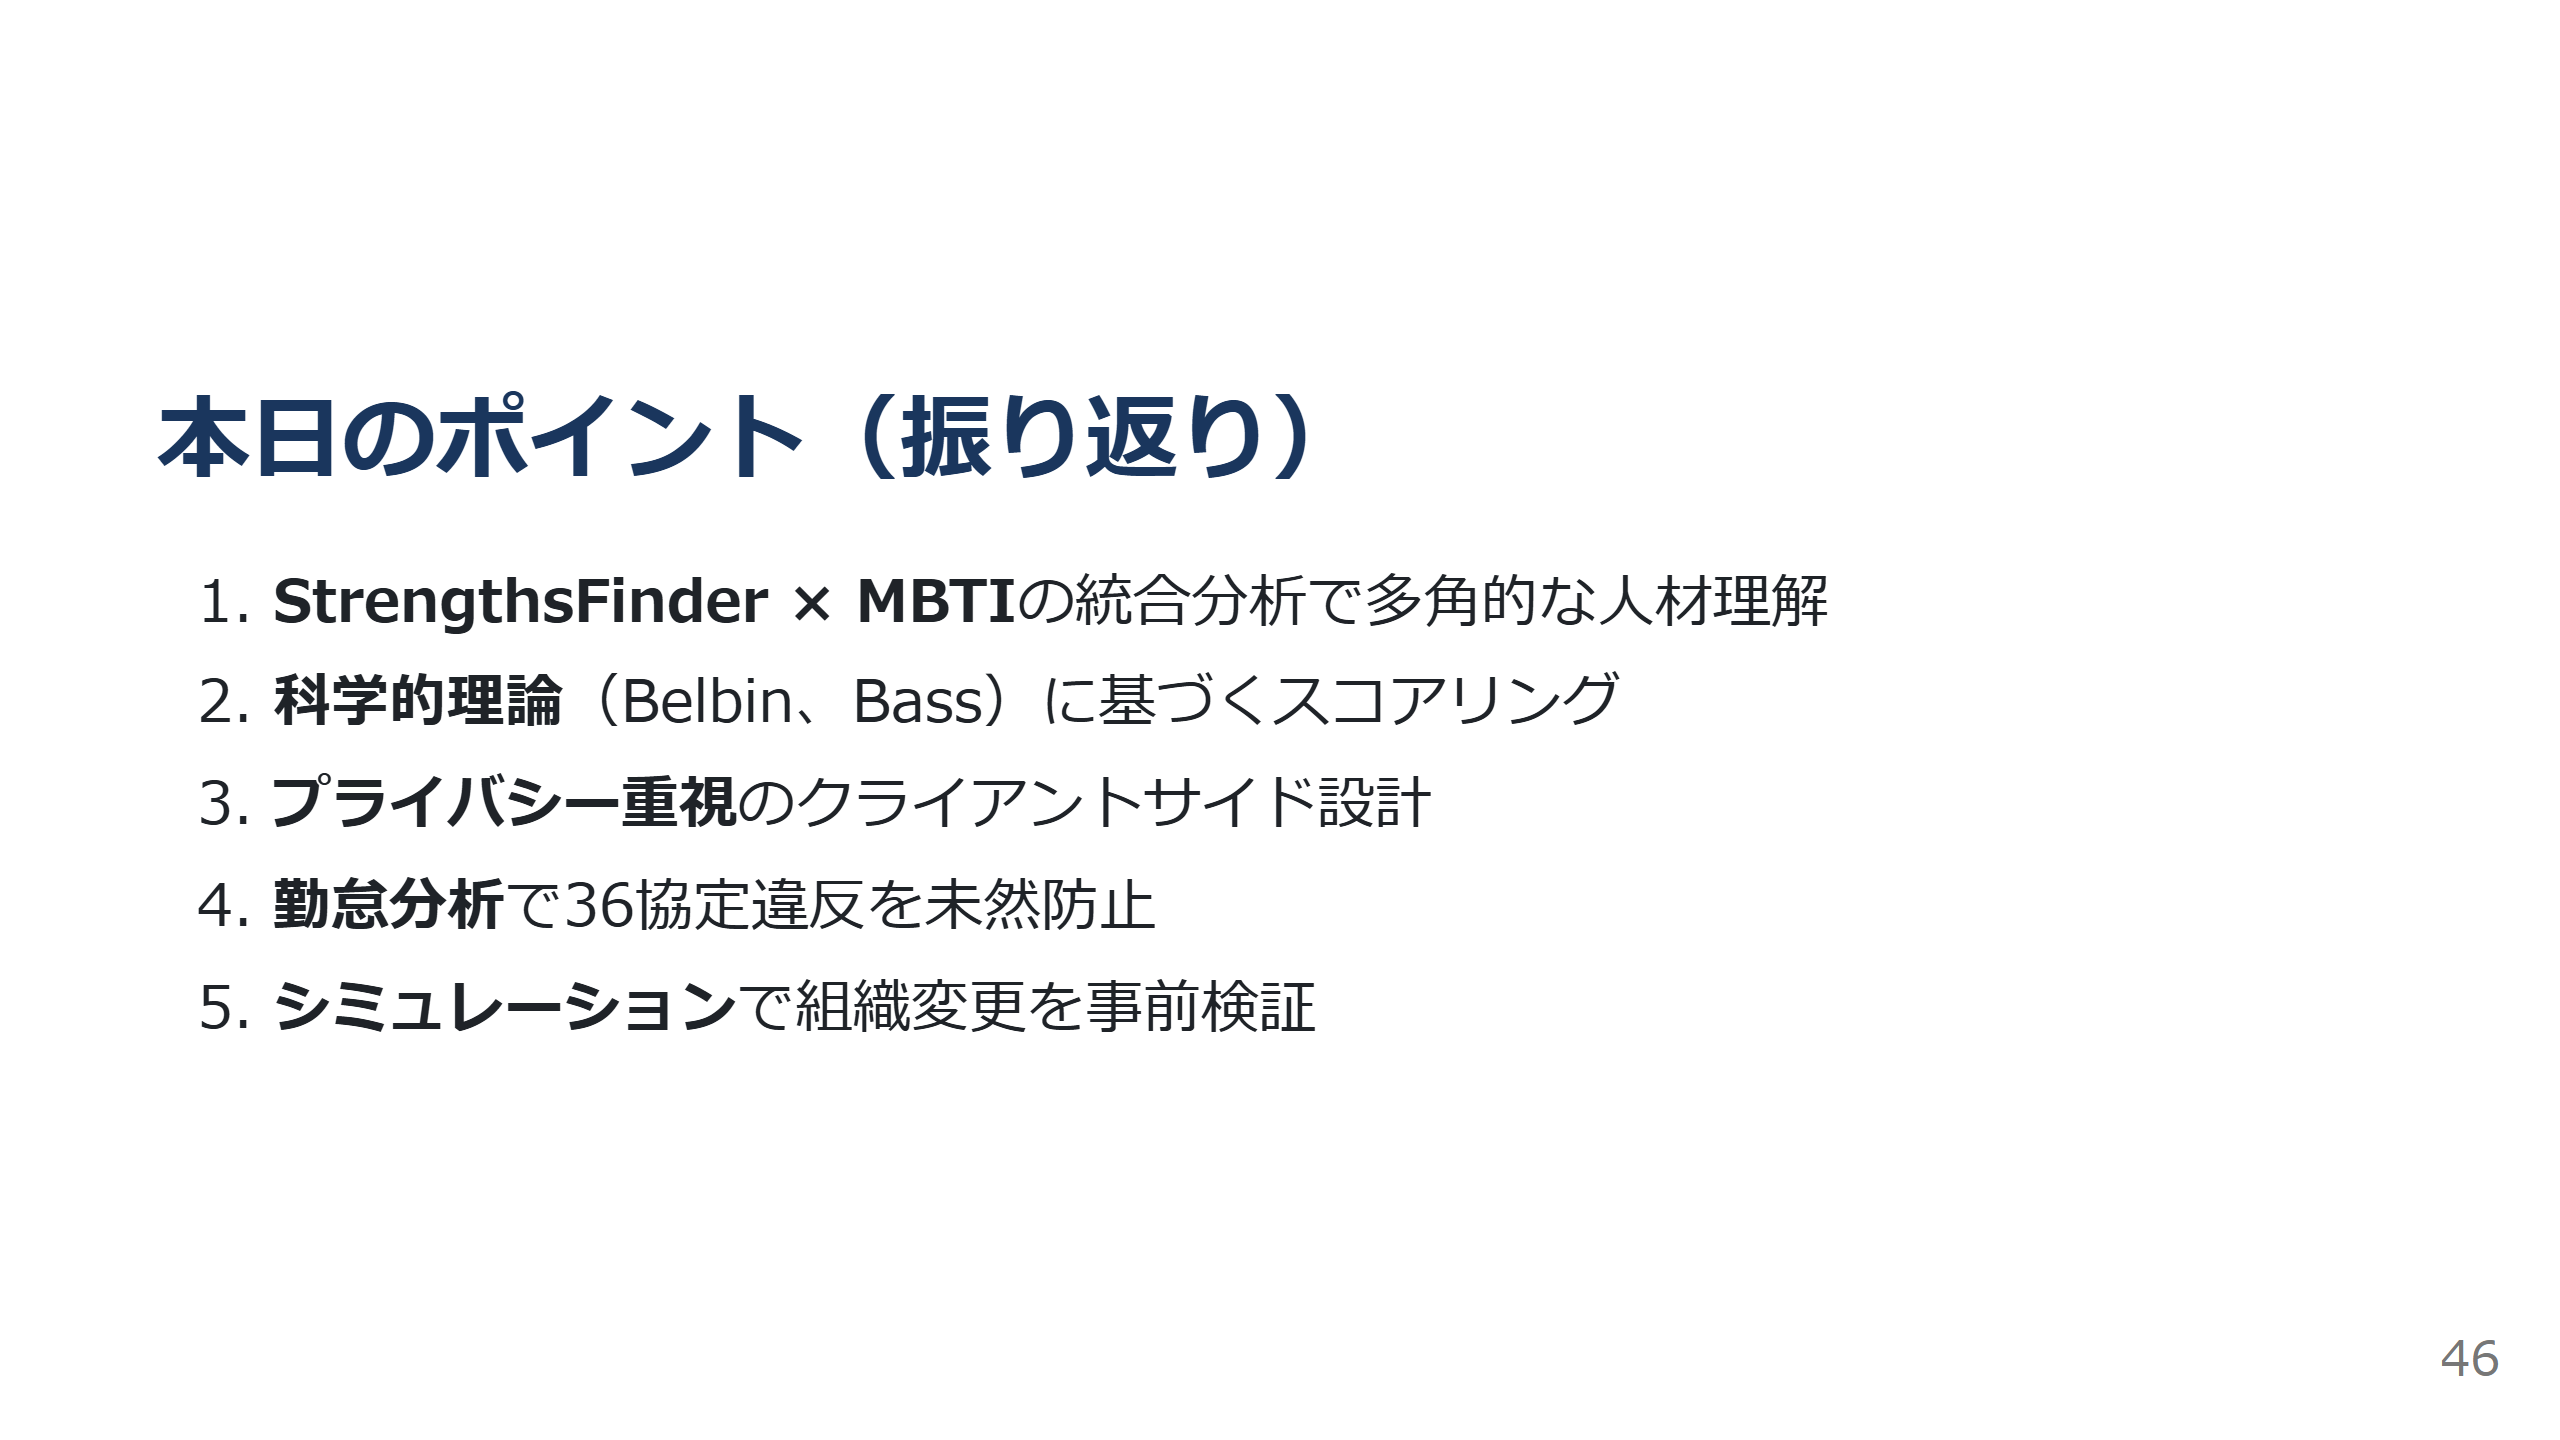 本日のポイント（振り返り）
1. StrengthsFinder × MBTIの統合分析で多角的な人材理解
2. 科学的理論（Belbin、Bass）に基づくスコアリング
3. プライバシー重視のクライアントサイド設計
4. 勤怠分析で36協定違反を未然防止
5. シミュレーションで組織変更を事前検証
46